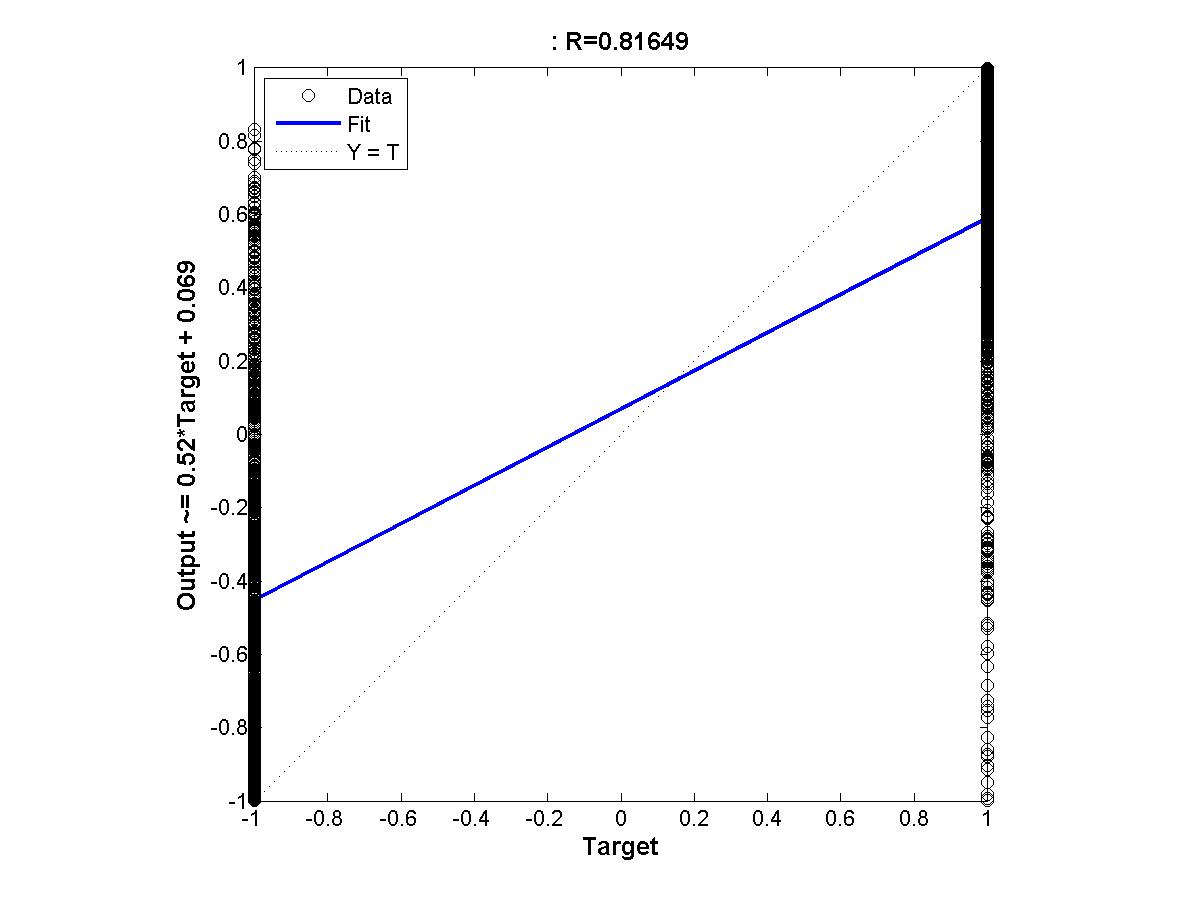 : R=0.81649
Data
Fit
Y = T
Output ~= 0.52*Target + 0.069
1
0.8
0.6
0.4
0.2
0
-0.2
-0.4
-0.6
-0.8
-1
-1 -0.8 -0.6 -0.4 -0.2 0 0.2 0.4 0.6 0.8 1
Target